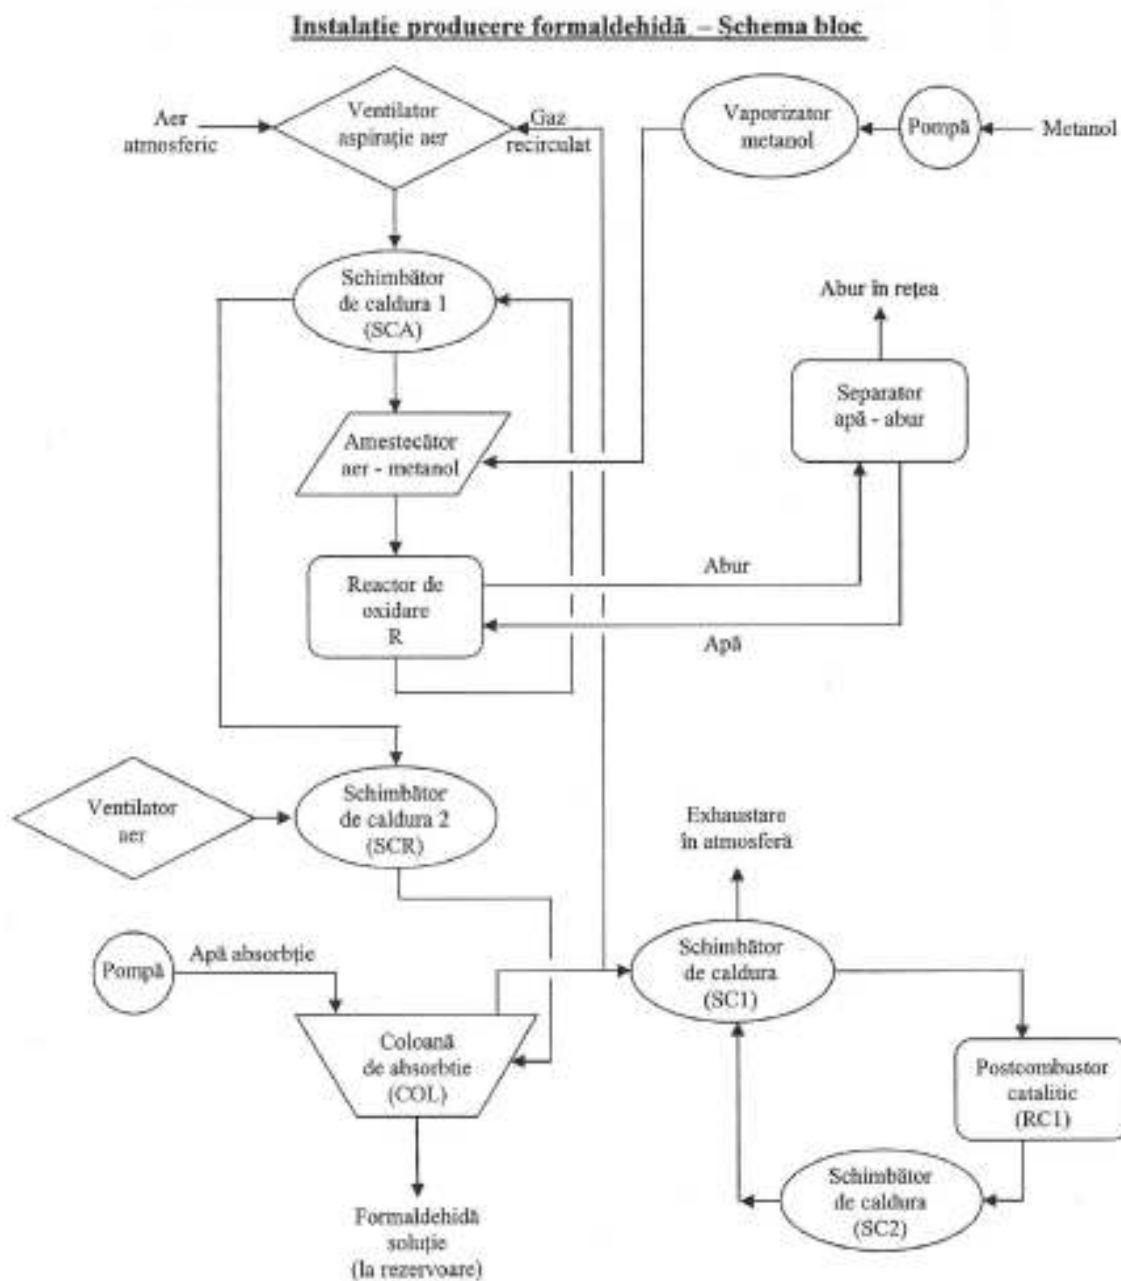 Instalație producere formaldehidă – Schema bloc
Aer
atmosferic
Ventilator
aspirație aer
Gaz
recirculat
Vaporizator
metanol
Pompă
Metanol
Schimbător
de caldura 1
(SCA)
Abur în rețea
Separator
apă - abur
Amestecător
aer - metanol
Reactor de
oxidare
R
Abur
Apă
Ventilator
aer
Schimbător
de caldura 2
(SCR)
Exhaustare
în atmosferă
Pompă
Apă absorbție
Schimbător
de caldura
(SC1)
Coloană
de absorbtie
(COL)
Postcombustor
catalitic
(RC1)
Schimbător
de caldura
(SC2)
Formaldehidă
soluție
(la rezervoare)